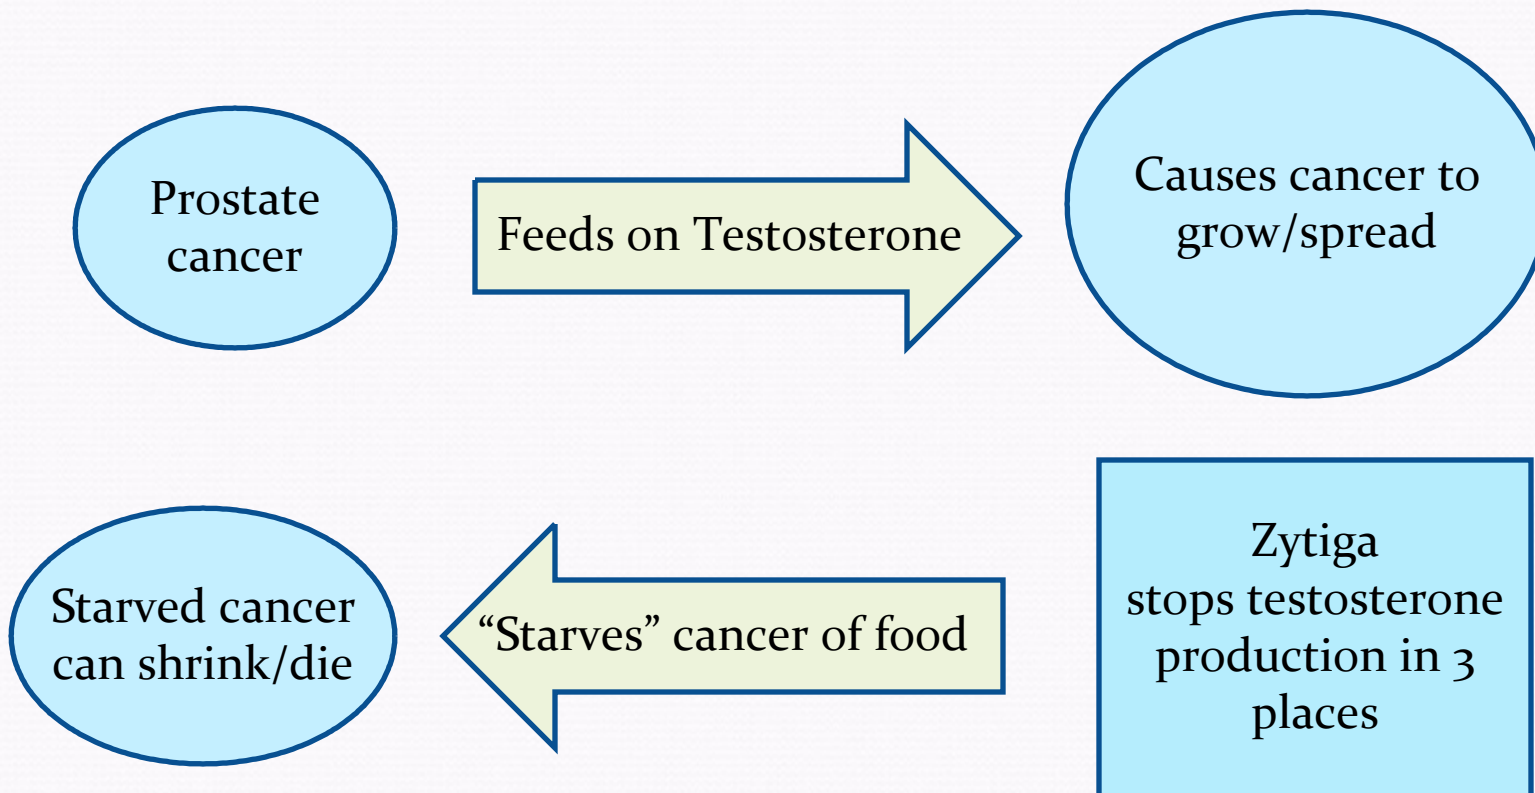 Prostate
cancer
Feeds on Testosterone
Causes cancer to
grow/spread
Zytiga
stops testosterone
production in 3
places
“Starves” cancer of food
Starved cancer
can shrink/die